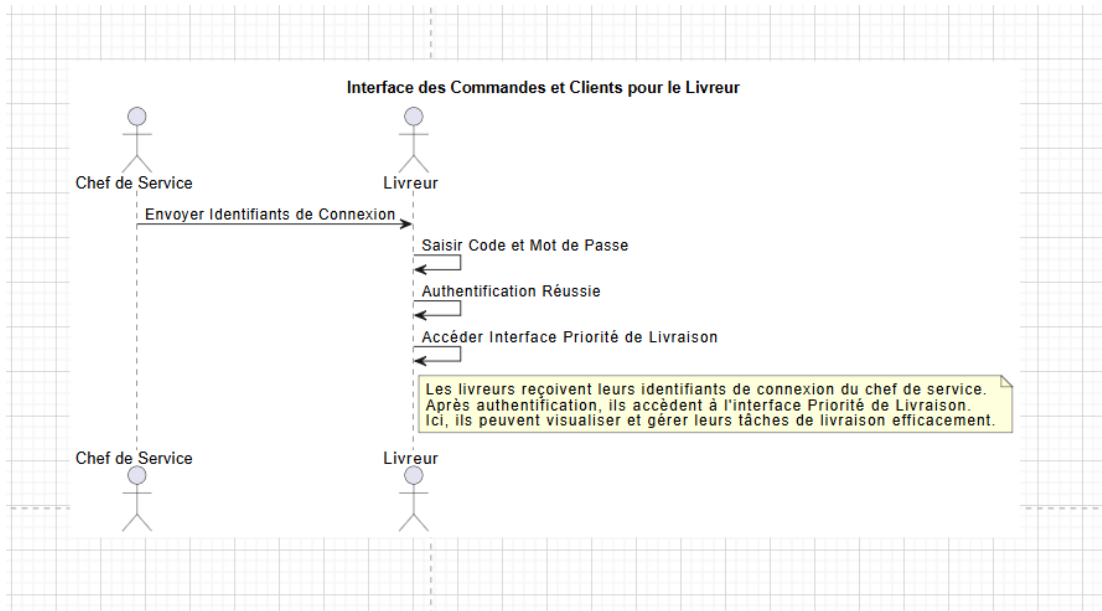 Interface des Commandes et Clients pour le Livreur
Chef de Service
Livreur
Envoyer Identifiants de Connexion
Saisir Code et Mot de Passe
Authentification Réussie
Accéder Interface Priorité de Livraison
Les livreurs reçoivent leurs identifiants de connexion du chef de service.
Après authentification, ils accèdent à l'interface Priorité de Livraison.
Ici, ils peuvent visualiser et gérer leurs tâches de livraison efficacement.
Chef de Service
Livreur